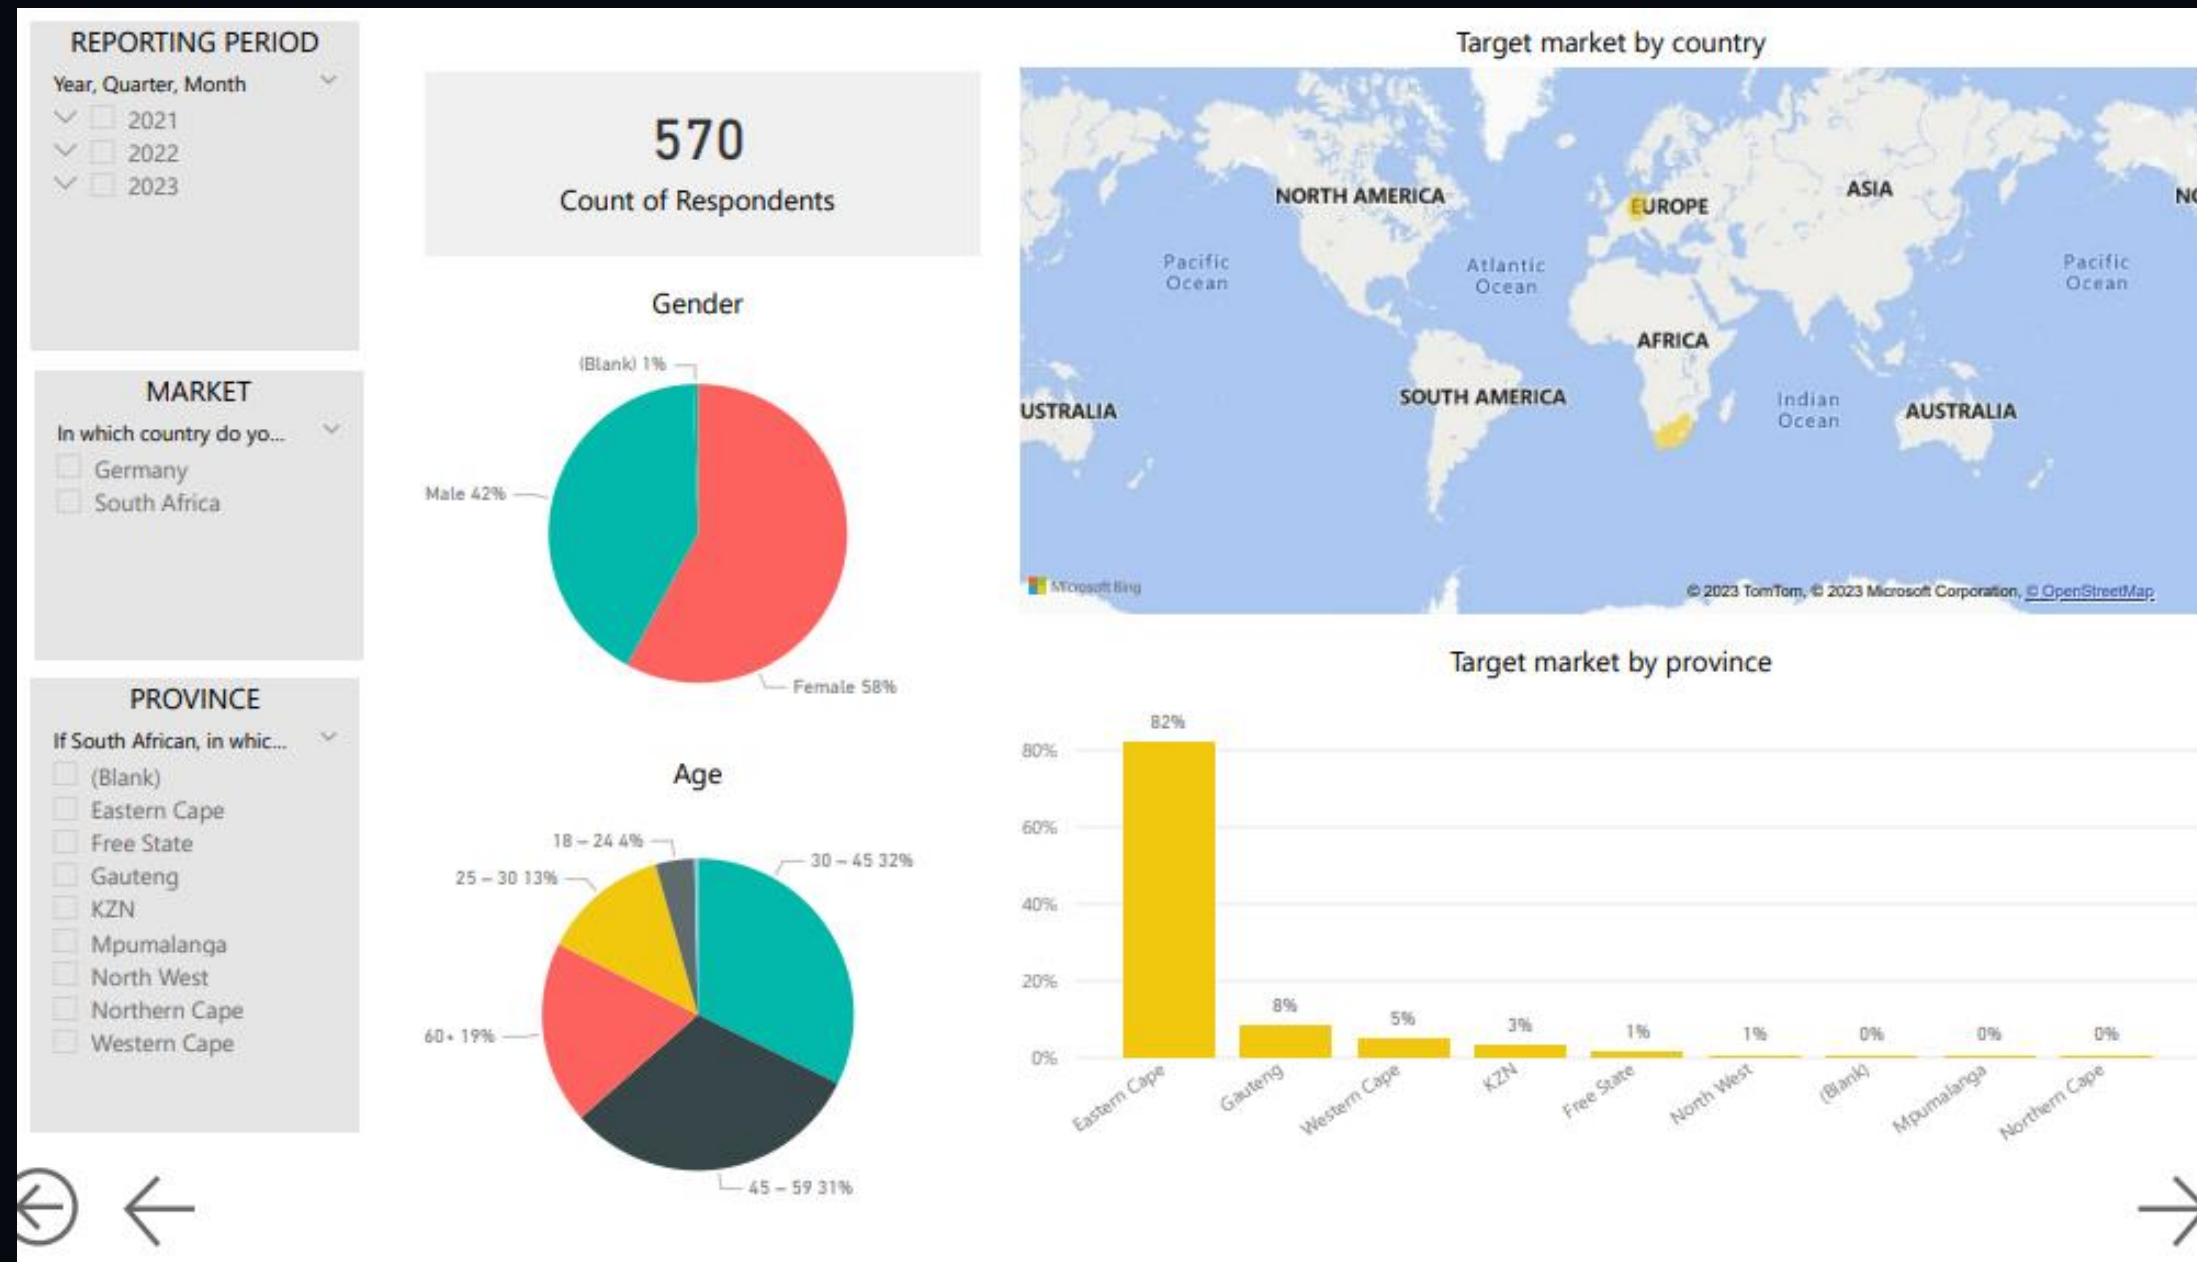 REPORTING PERIOD
Year, Quarter, Month
2021
2022
2023
MARKET
In which country do yo...
Germany
South Africa
PROVINCE
If South African, in whic...
(Blank)
Eastern Cape
Free State
Gauteng
KZN
Mpumalanga
North West
Northern Cape
Western Cape
570
Count of Respondents
Gender
(Blank) 1%
Male 42%
Female 58%
Age
18 – 24 4%
30 – 45 32%
25 – 30 13%
60+ 19%
45 – 59 31%
Target market by country
NORTH AMERICA
EUROPE
ASIA
NO
Pacific
Ocean
Atlantic
Ocean
Pacific
Ocean
AFRICA
SOUTH AMERICA
Indian
Ocean
USTRALIA
AUSTRALIA
Microsoft Bing
© 2023 TomTom, © 2023 Microsoft Corporation, © OpenStreetMap
Target market by province
82%
80%
60%
40%
20%
0%
8%
5%
3%
1%
1%
0%
0%
0%
Eastern Cape
Gauteng
Western Cape
KZN
Free State
North West
(Blank)
Mpumalanga
Northern Cape